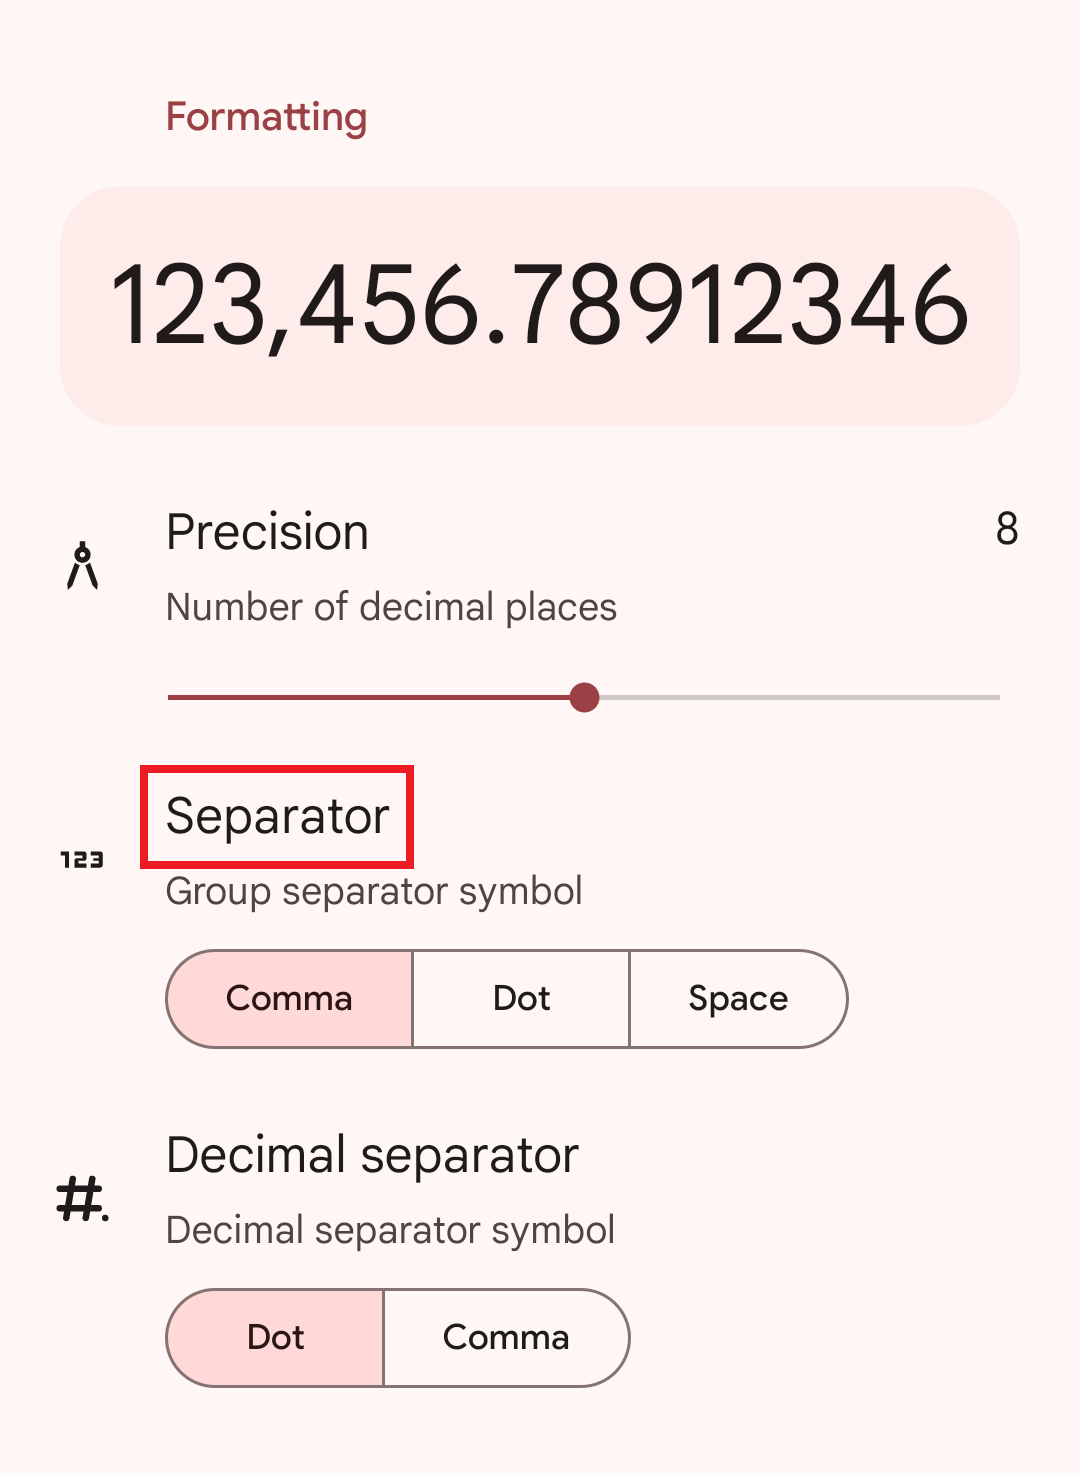 Formatting
123,456.78912346
Precision
8
Number of decimal places
Separator
123
Group separator symbol
Comma
Dot
Space
Decimal separator
#.
Decimal separator symbol
Dot
Comma